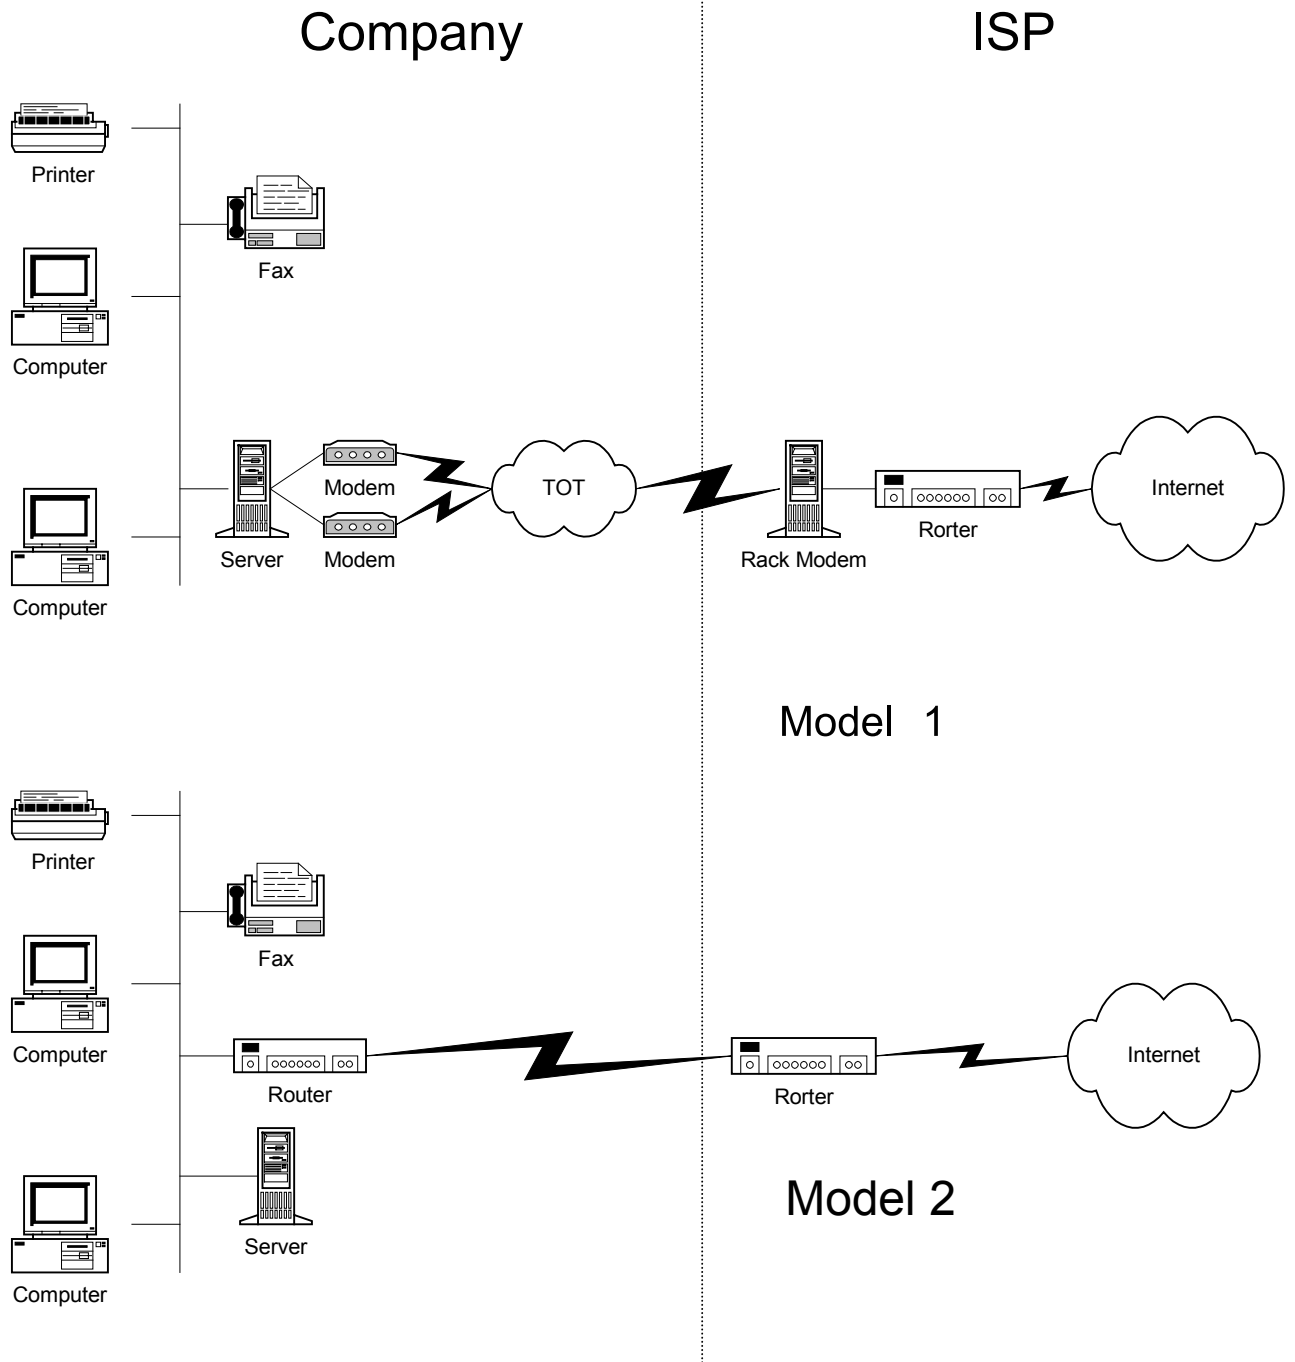 Company
ISP
Printer
Fax
Computer
Modem
TOT
Internet
Server
Modem
Rack Modem
Rorter
Computer
Model 1
Printer
Fax
Computer
Router
Rorter
Internet
Server
Model 2
Computer